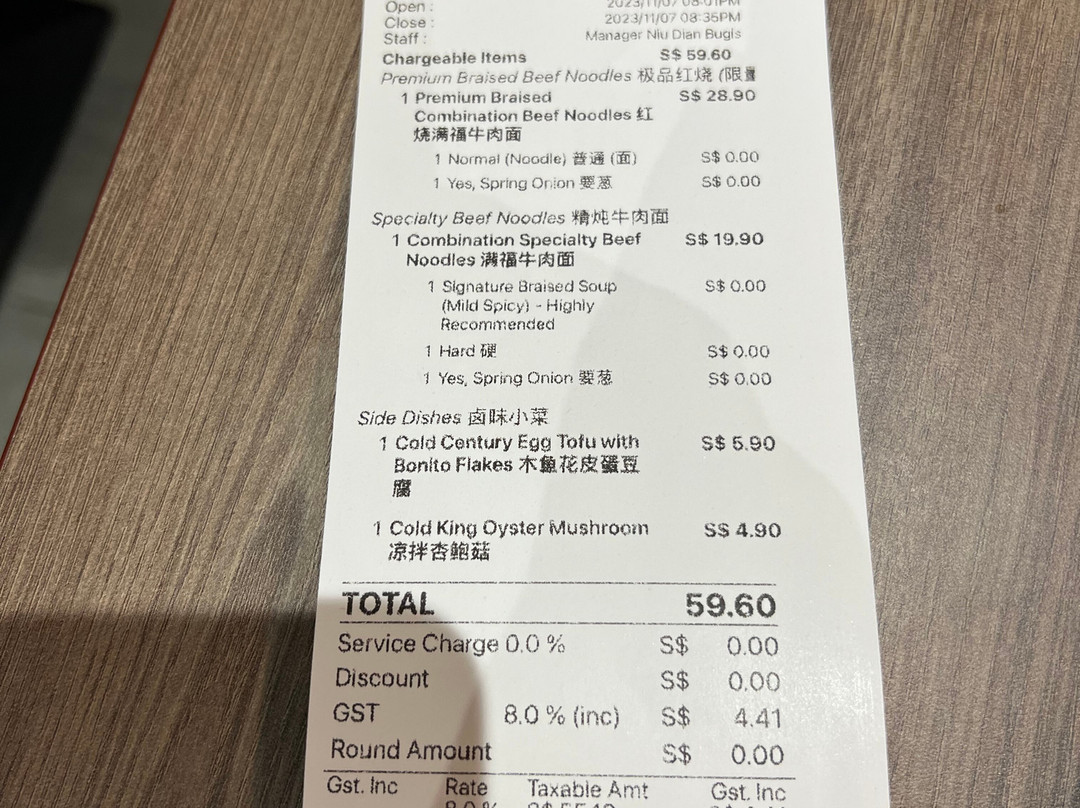 Open :
2023/11/07 08:01PM
Close :
2023/11/07 08:35PM
Staff :
Manager Niu Dian Bugis
Chargeable Items S$ 59.60
Premium Braised Beef Noodles 极品红烧 (限量
1 Premium Braised S$ 28.90
Combination Beef Noodles 红
烧满福牛肉面
1 Normal (Noodle) 普通 (面) S$ 0.00
1 Yes, Spring Onion 要葱 S$ 0.00
Specialty Beef Noodles 精炖牛肉面
1 Combination Specialty Beef S$ 19.90
Noodles 满福牛肉面
1 Signature Braised Soup S$ 0.00
(Mild Spicy) - Highly
Recommended
1 Hard 硬 S$ 0.00
1 Yes, Spring Onion 要葱 S$ 0.00
Side Dishes 卤味小菜
1 Cold Century Egg Tofu with S$ 5.90
Bonito Flakes 木鱼花皮蛋豆
腐
1 Cold King Oyster Mushroom S$ 4.90
凉拌杏鲍菇
TOTAL 59.60
Service Charge 0.0 % S$ 0.00
Discount S$ 0.00
GST 8.0 % (inc) S$ 4.41
Round Amount S$ 0.00
Gst. Inc Rate Taxable Amt Gst. Inc